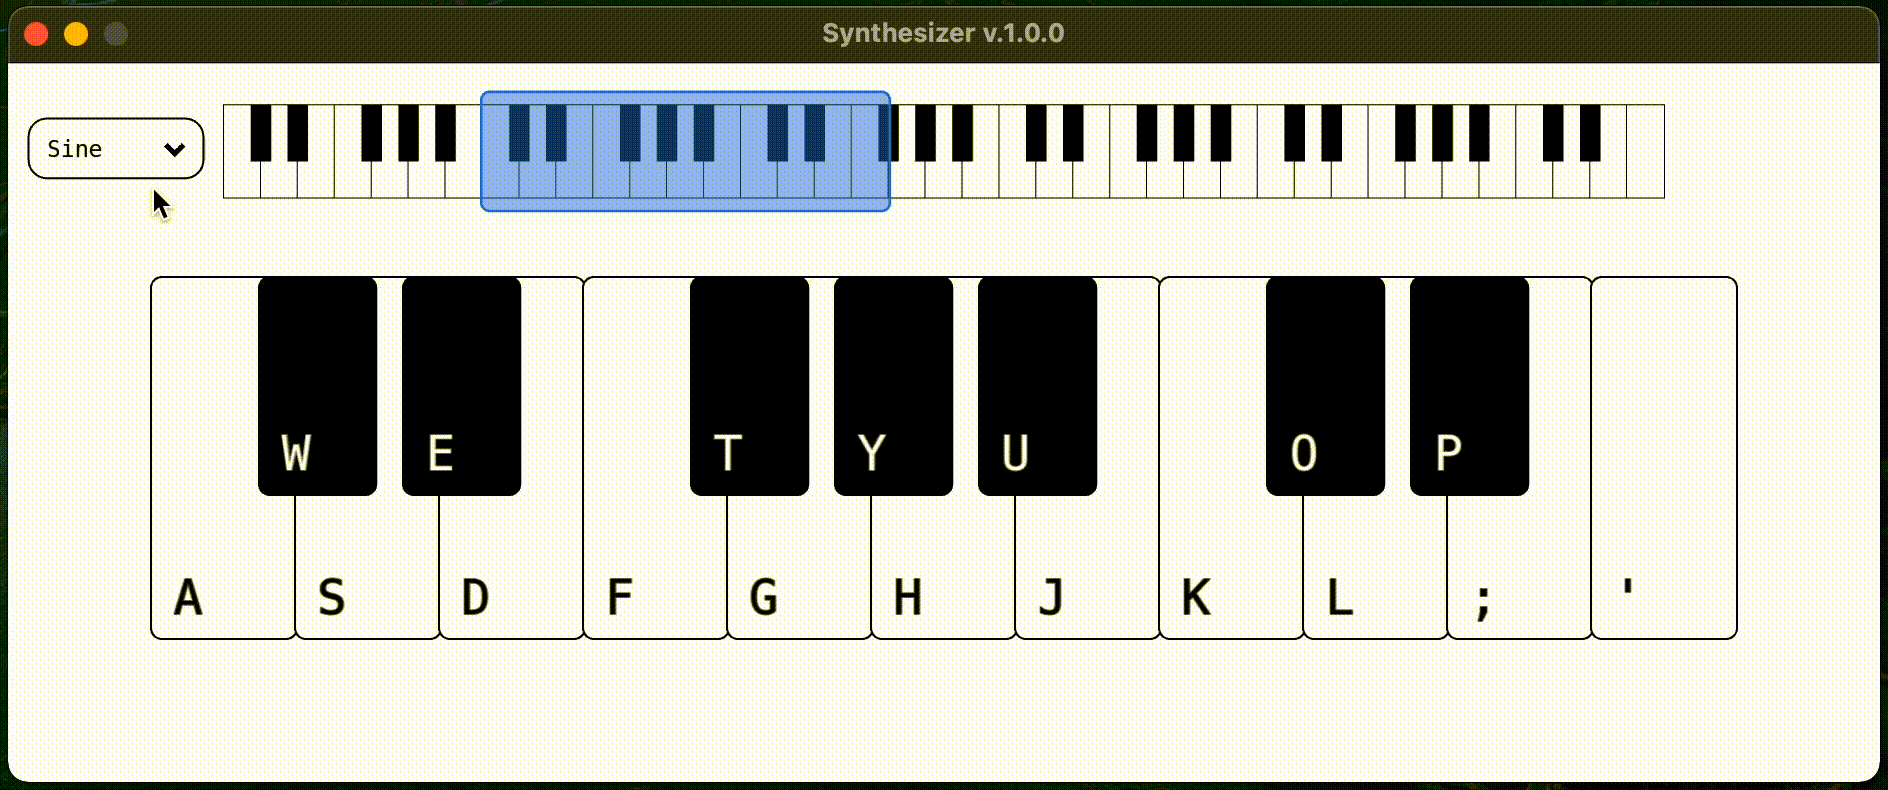 Synthesizer v.1.0.0
Sine
W E T Y U O P
A S D F G H J K L ; '